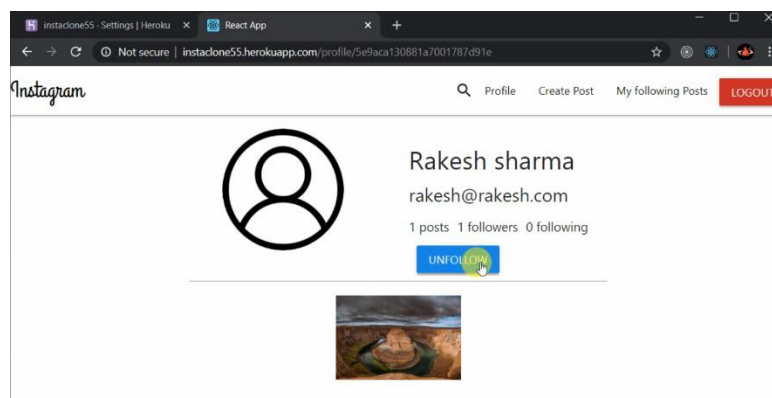 instaclone55 - Settings | Heroku
React App
Not secure | instaclone55.herokuapp.com/profile/5e9aca130881a7001787d91e
Instagram
Profile
Create Post
My following Posts
LOGOUT
Rakesh sharma
rakesh@rakesh.com
1 posts 1 followers 0 following
UNFOLLOW